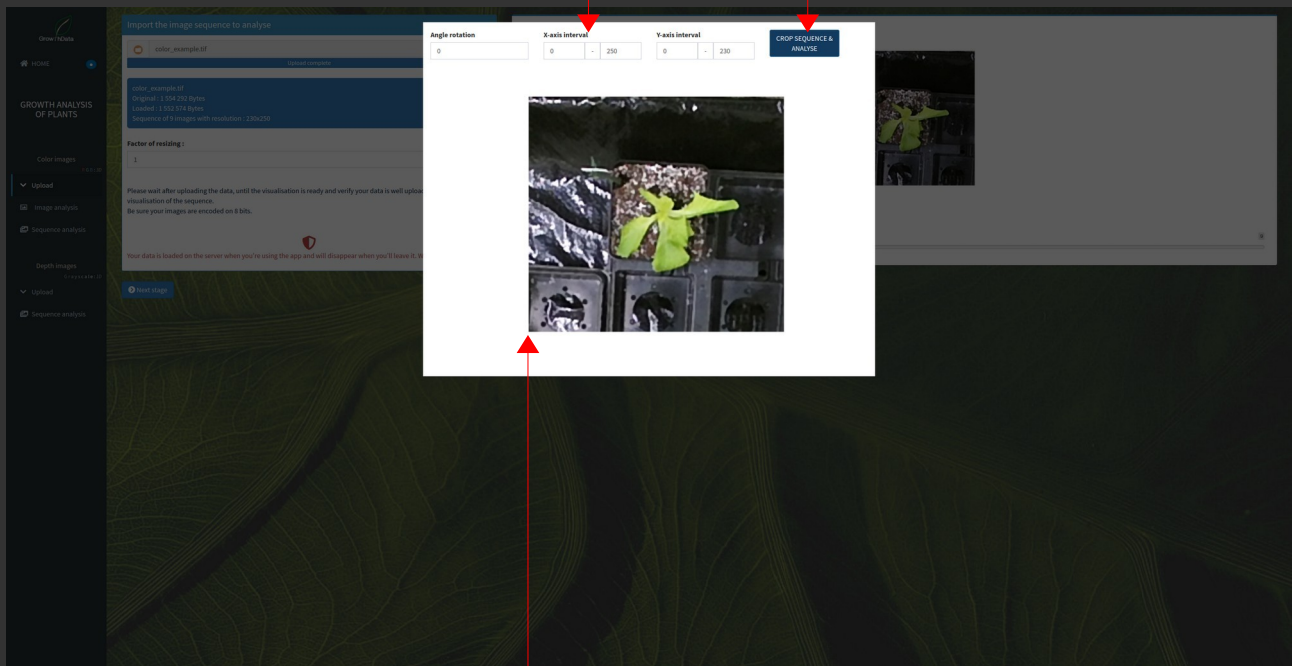 Grow'nData
HOME
GROWTH ANALYSIS
OF PLANTS
Color images
Upload
Image analysis
Sequence analysis
Depth images
Upload
Sequence analysis
Import the image sequence to analyse
color_example.tif
Upload complete
color_example.tif
Original : 1 554 292 Bytes
Loaded : 1 552 574 Bytes
Sequence of 9 images with resolution : 230x250
Factor of resizing :
1
Please wait after uploading the data, until the visualisation is ready and verify your data is well uploa
visualisation of the sequence.
Be sure your images are encoded on 8 bits.
Your data is loaded on the server when you're using the app and will disappear when you'll leave it. W
Next stage
Angle rotation
0
X-axis interval
0 - 250
Y-axis interval
0 - 230
CROP SEQUENCE &
ANALYSE